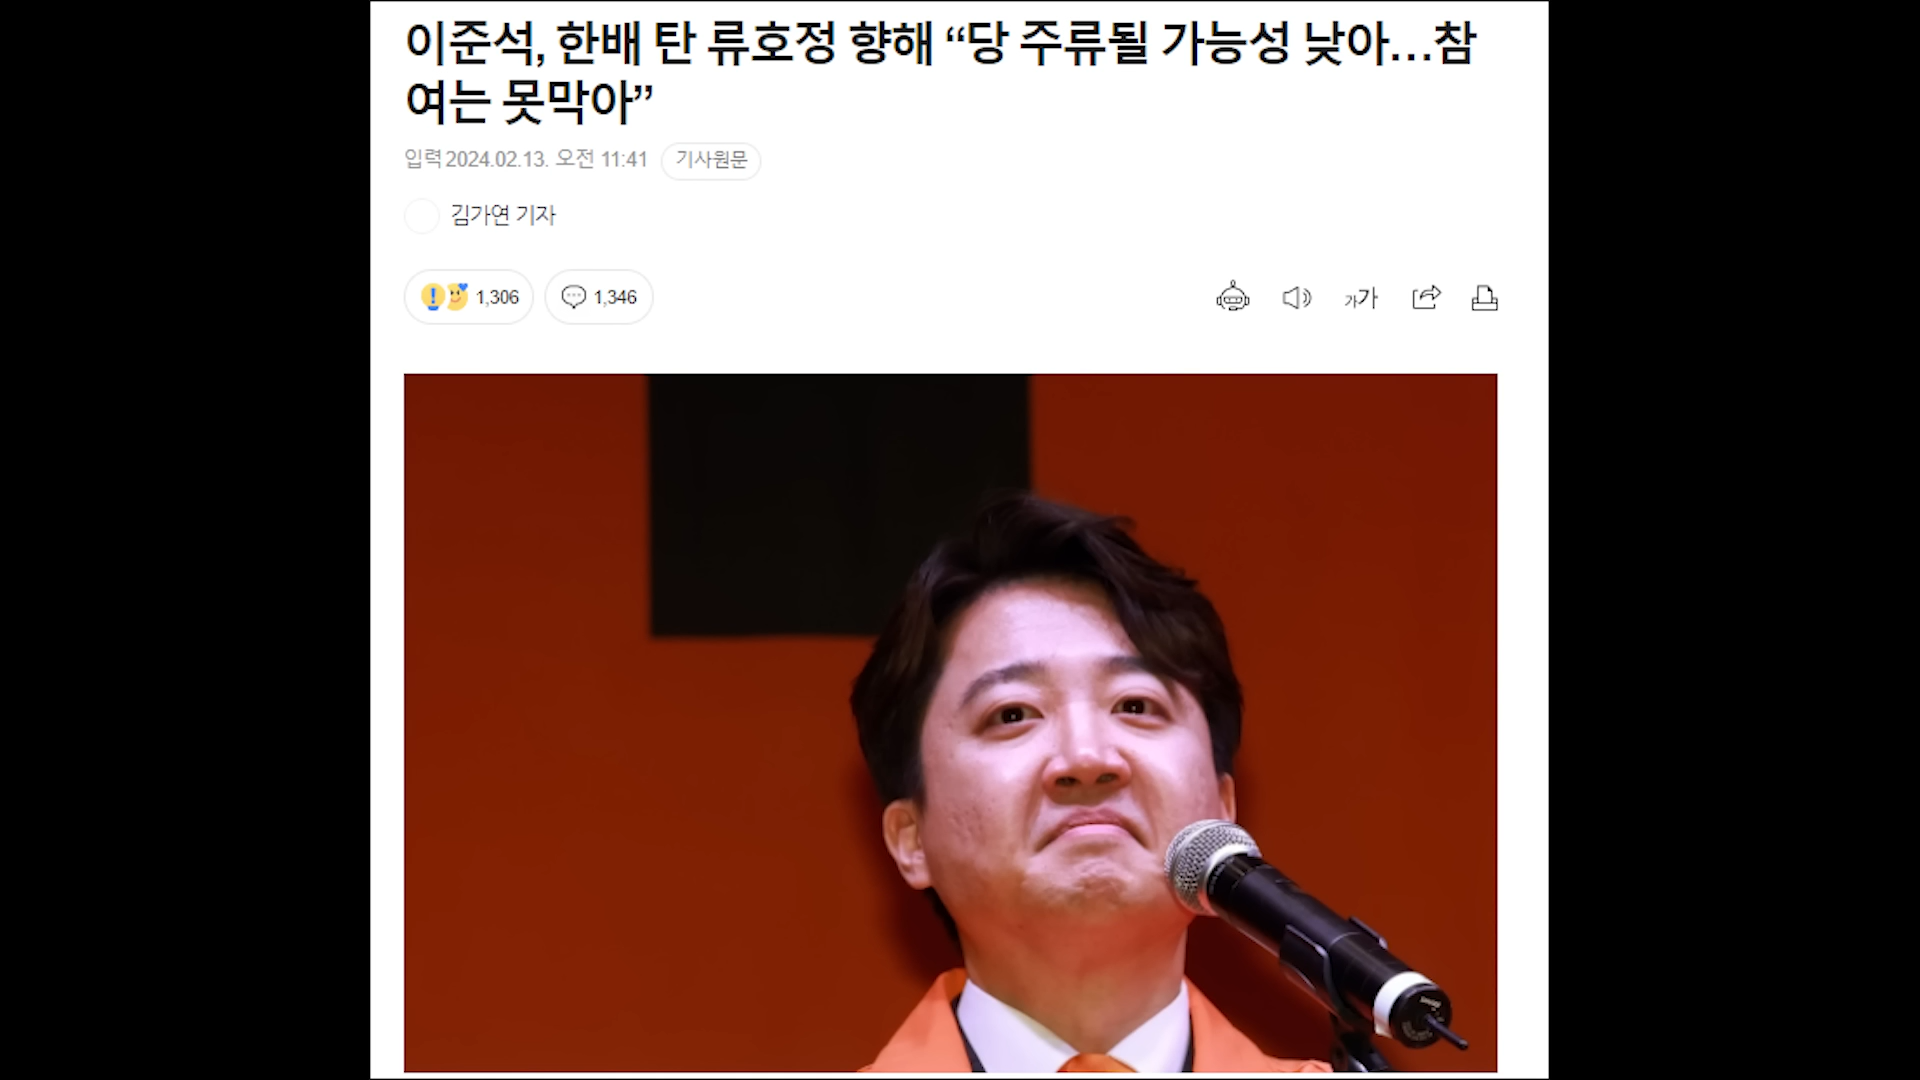 이준석, 한배 탄 류호정 향해 “당 주류될 가능성 낮아…참
여는 못막아”
입력 2024.02.13. 오전 11:41 기사원문
김가연 기자
1,306 1,346 가가